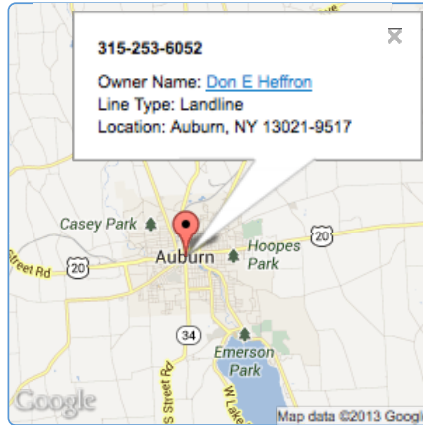 315-253-6052
Owner Name: Don E Heffron
Line Type: Landline
Location: Auburn, NY 13021-9517
Casey Park
20
Hoopes
Park
Auburn
Street Rd
20
34
Emerson
Park
S Street Rd
W Lake
Google
Map data ©2013 Google